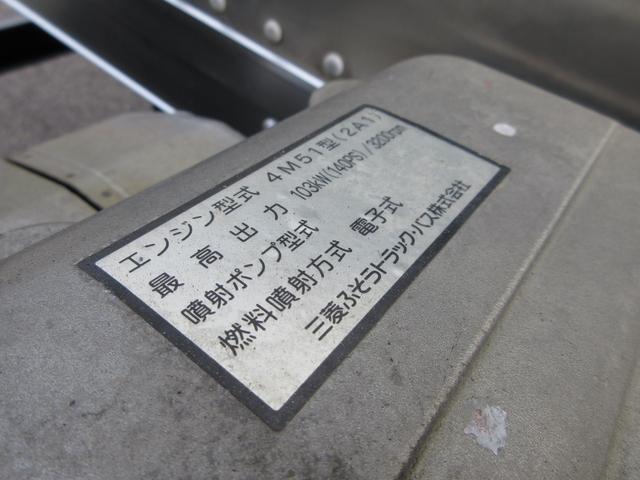 エンジン型式 4M51型(2A1)
最高出力 103kW(140PS)/3200rpm
噴射ポンプ型式
燃料噴射方式 電子式
三菱ふそうトラック・バス株式会社